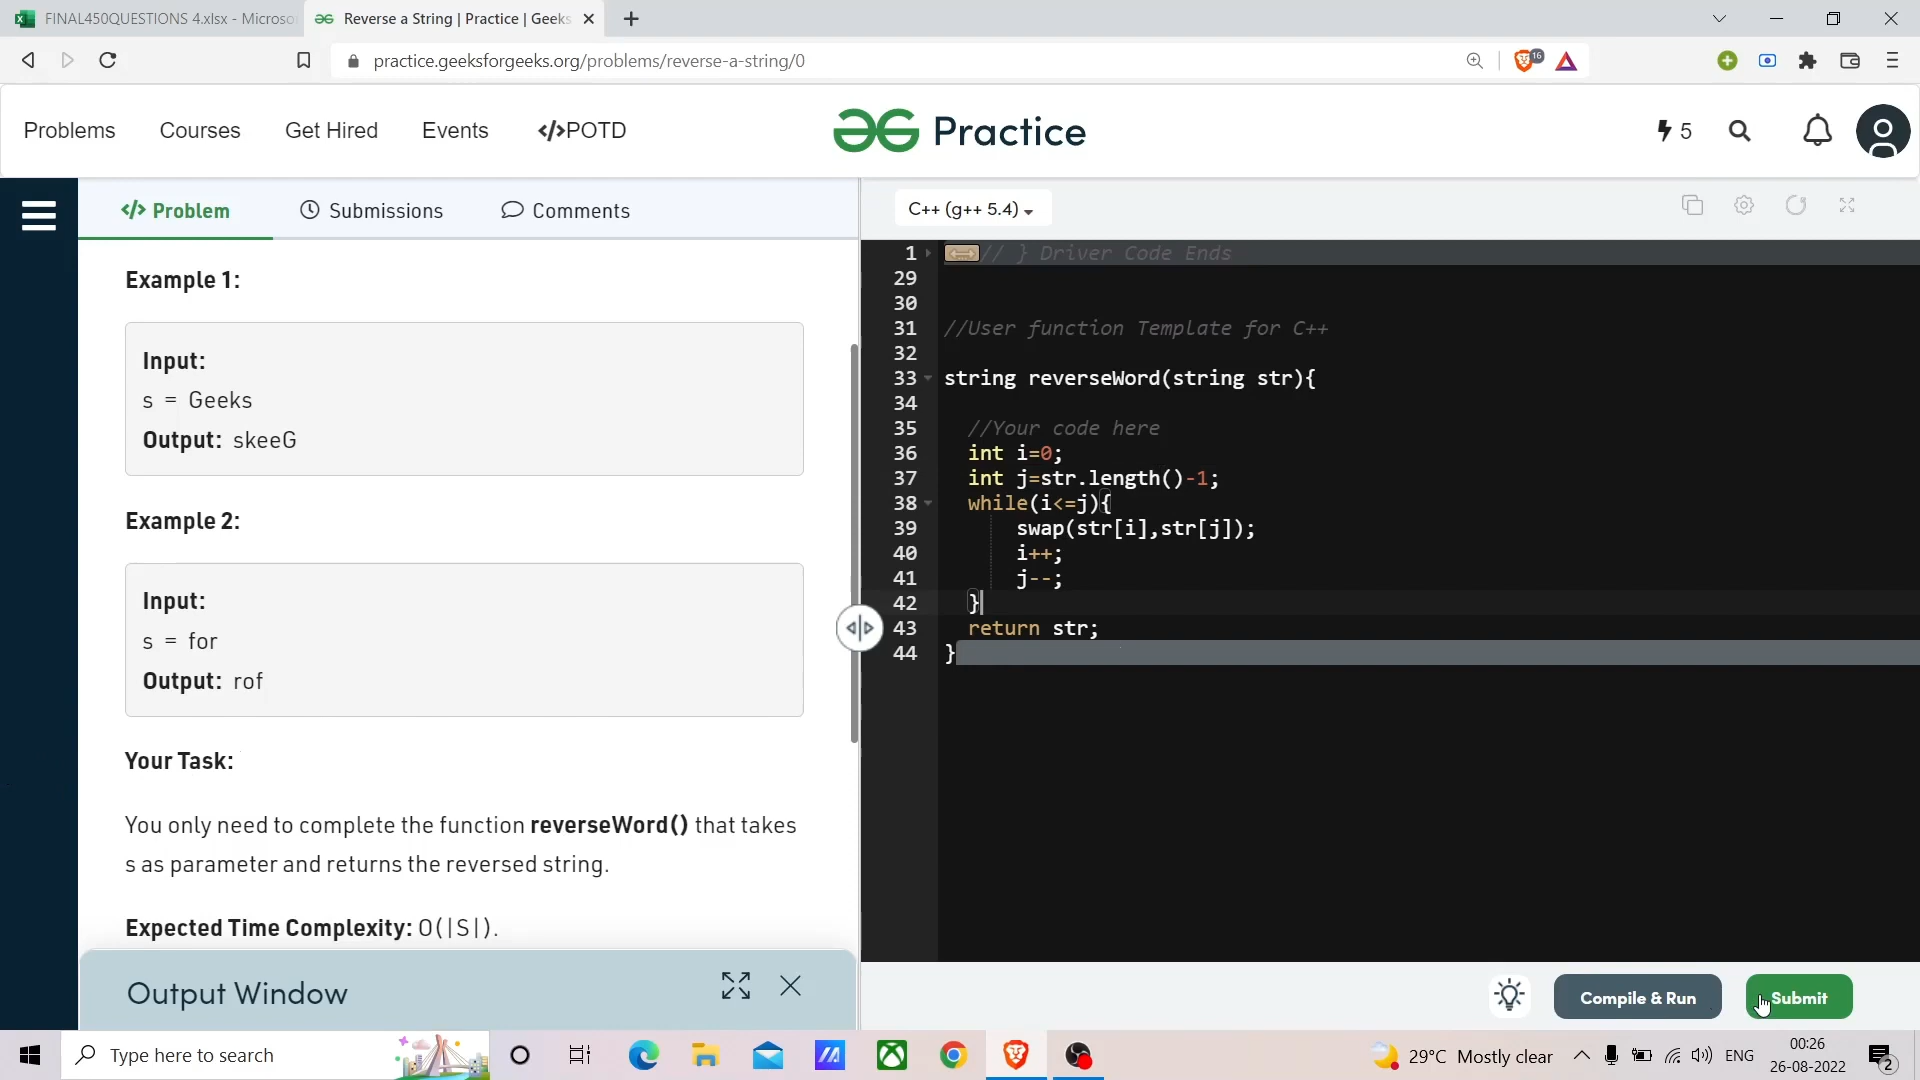 FINAL450QUESTIONS 4.xlsx - Microso
Reverse a String | Practice | Geeks
practice.geeksforgeeks.org/problems/reverse-a-string/0
16
Problems
Courses
Get Hired
Events
</>POTD
Practice
5
</> Problem
Submissions
Comments
C++ (g++ 5.4)
Example 1:
Input:
s = Geeks
Output: skeeG
Example 2:
Input:
s = for
Output: rof
Your Task:
You only need to complete the function reverseWord() that takes
s as parameter and returns the reversed string.
Expected Time Complexity: O(|S|).
Output Window
1 // } Driver Code Ends
29
30
31 //User function Template for C++
32
33 string reverseWord(string str){
34
35 //Your code here
36 int i=0;
37 int j=str.length()-1;
38 while(i<=j){
39 swap(str[i],str[j]);
40 i++;
41 j--;
42 }
43 return str;
44 }
Compile & Run
Submit
Type here to search
29°C Mostly clear
ENG
00:26
26-08-2022
2